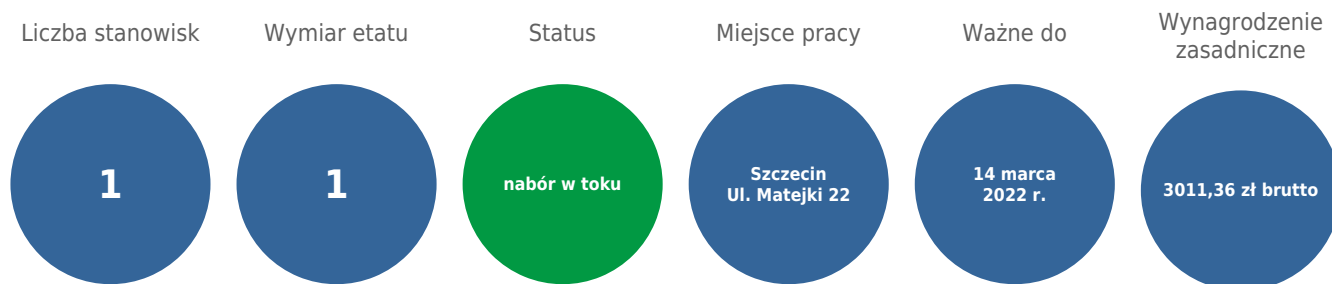 Liczba stanowisk
1
Wymiar etatu
1
Status
nabór w toku
Miejsce pracy
Szczecin
Ul. Matejki 22
Ważne do
14 marca
2022 r.
Wynagrodzenie
zasadniczne
3011,36 zł brutto